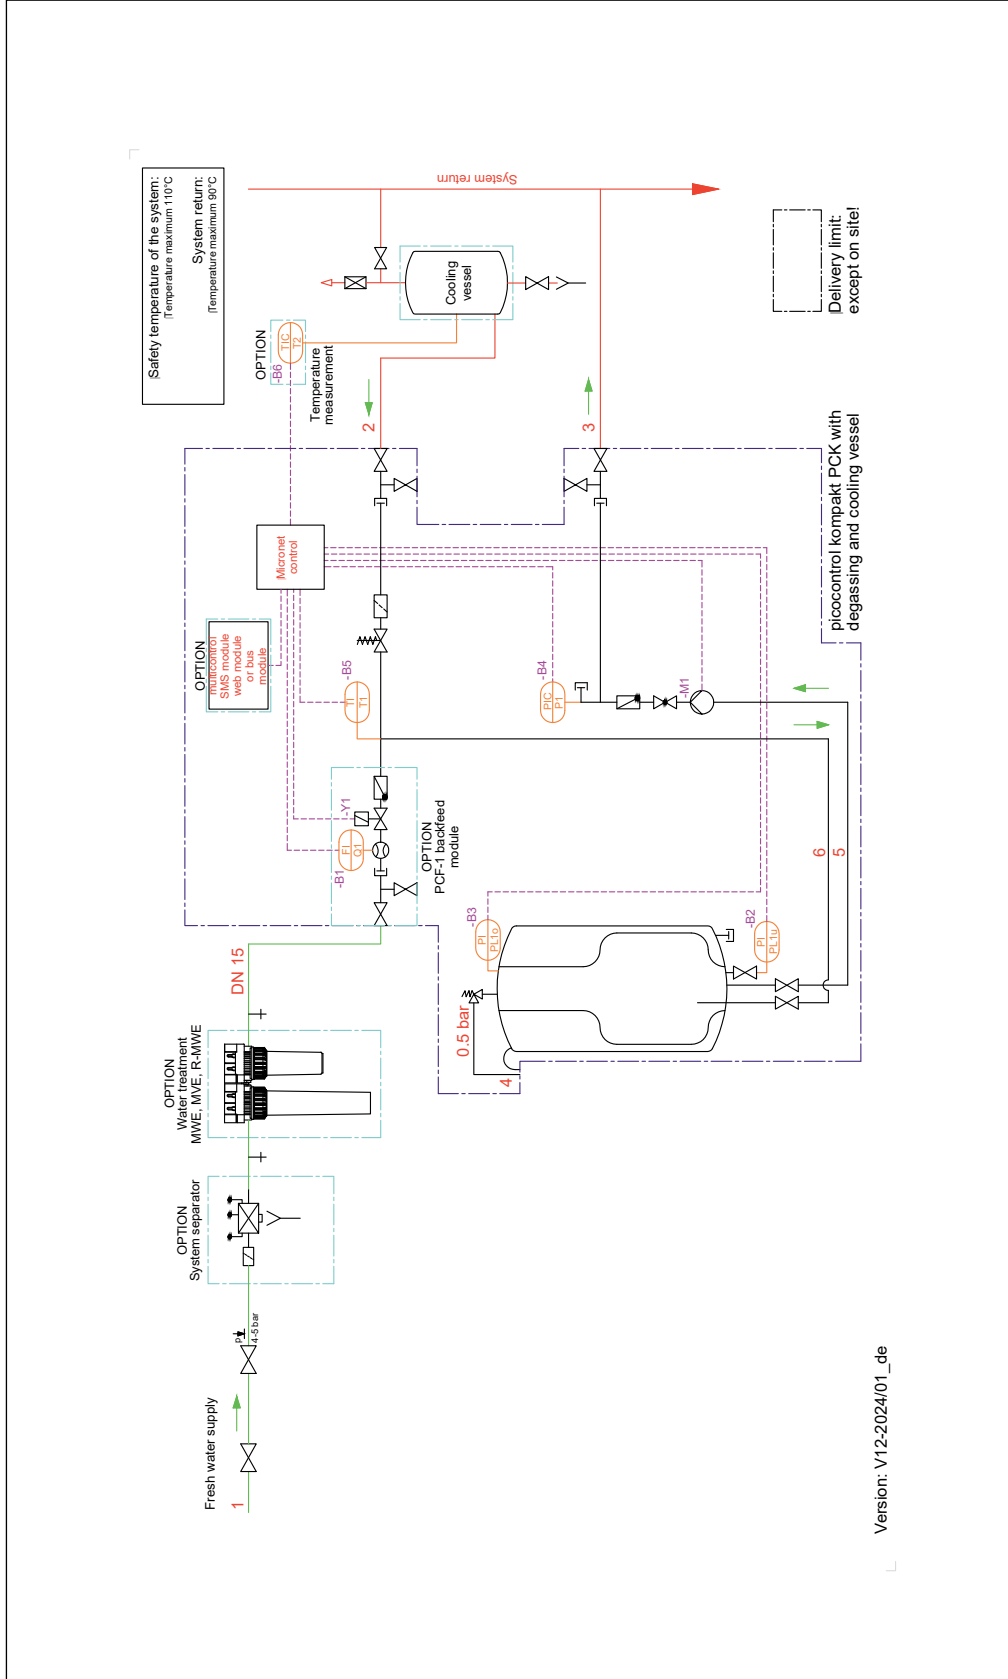 Safety temperature of the system:
Temperature maximum 110°C
System return:
Temperature maximum 90°C
System return
Cooling
vessel
OPTION
TIC
T2
-B6
Temperature
measurement
2
3
Delivery limit:
except on site!
Micronet
control
OPTION
multicontrol
SMS module
web module
or bus
module
picocontrol kompakt PCK with
degassing and cooling vessel
-B5
TI
T1
-B4
PIC
P1
-M1
-Y1
FI
Q1
-B1
OPTION
PCF-1 backfeed
module
6
5
-B3
PI
PL1o
-B2
PI
PL1u
0.5 bar
4
DN 15
OPTION
Water treatment
MWE, MVE, R-MWE
OPTION
System separator
p
4-5 bar
Fresh water supply
1
Version: V12-2024/01_de